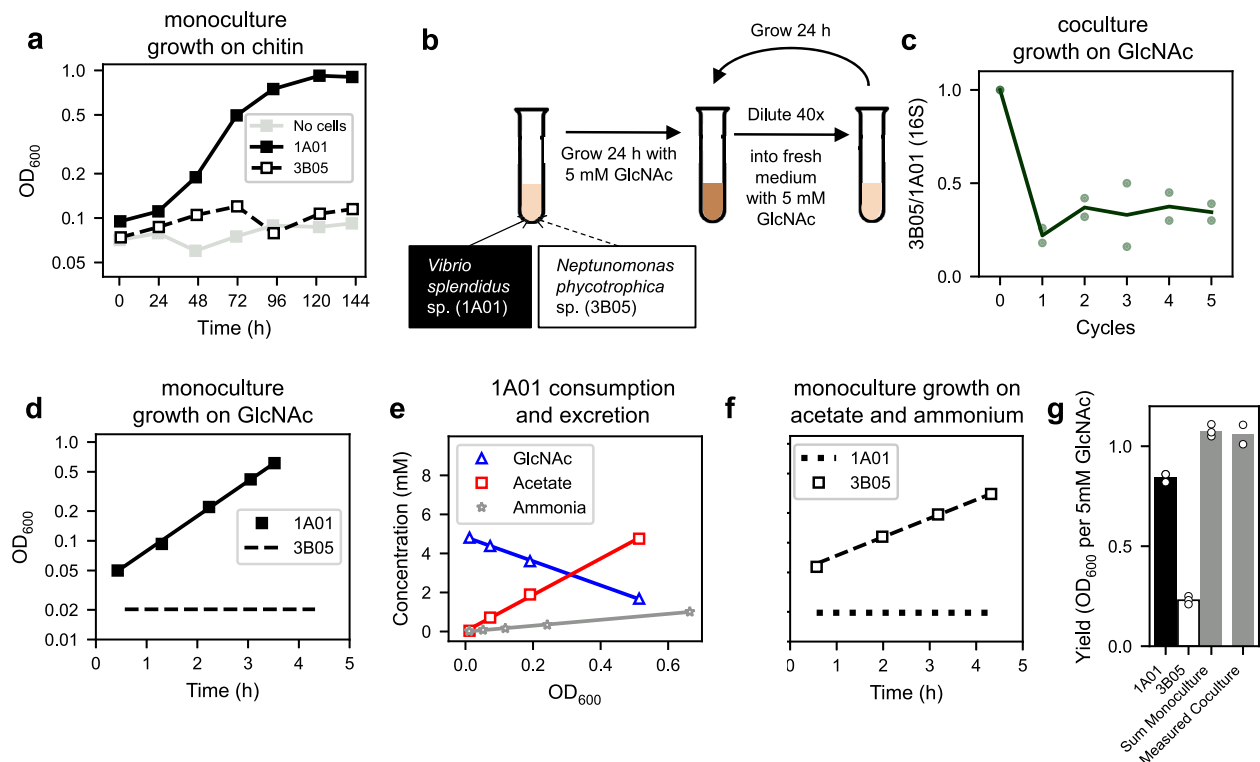 a
monoculture
growth on chitin
OD600
1.0
0.5
0.2
0.1
0.05
No cells
1A01
3B05
0 24 48 72 96 120 144
Time (h)
b
Grow 24 h
Grow 24 h with
5 mM GlcNAc
Dilute 40x
into fresh
medium
with 5 mM
GlcNAc
Vibrio
splendidus
sp. (1A01)
Neptunomonas
phycotrophica
sp. (3B05)
c
coculture
growth on GlcNAc
3B05/1A01 (16S)
1.0
0.5
0.0
0 1 2 3 4 5
Cycles
d
monoculture
growth on GlcNAc
OD600
1.0
0.5
0.2
0.1
0.05
0.02
0.01
1A01
3B05
0 1 2 3 4 5
Time (h)
e
1A01 consumption
and excretion
Concentration (mM)
8
6
4
2
0
GlcNAc
Acetate
Ammonia
0.0 0.2 0.4 0.6
OD600
f
monoculture growth on
acetate and ammonium
1A01
3B05
0 1 2 3 4 5
Time (h)
g
Yield (OD600 per 5mM GlcNAc)
1.0
0.5
0.0
1A01
3B05
Sum Monoculture
Measured Coculture